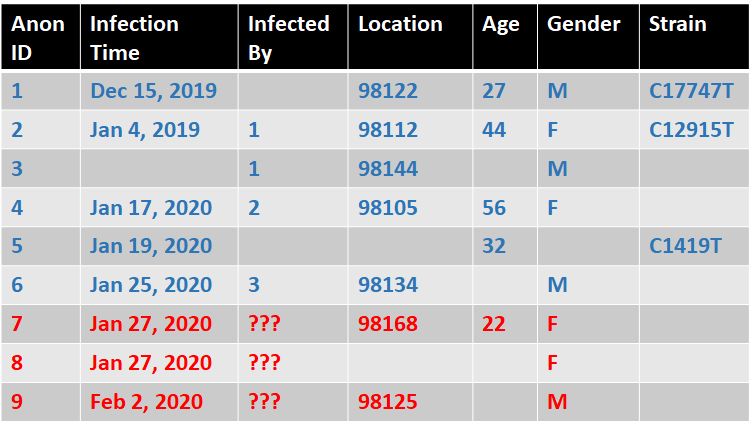 Anon ID Infection Time Infected By Location Age Gender Strain
1 Dec 15, 2019 98122 27 M C17747T
2 Jan 4, 2019 1 98112 44 F C12915T
3 1 98144 M
4 Jan 17, 2020 2 98105 56 F
5 Jan 19, 2020 32 C1419T
6 Jan 25, 2020 3 98134 M
7 Jan 27, 2020 ??? 98168 22 F
8 Jan 27, 2020 ??? F
9 Feb 2, 2020 ??? 98125 M